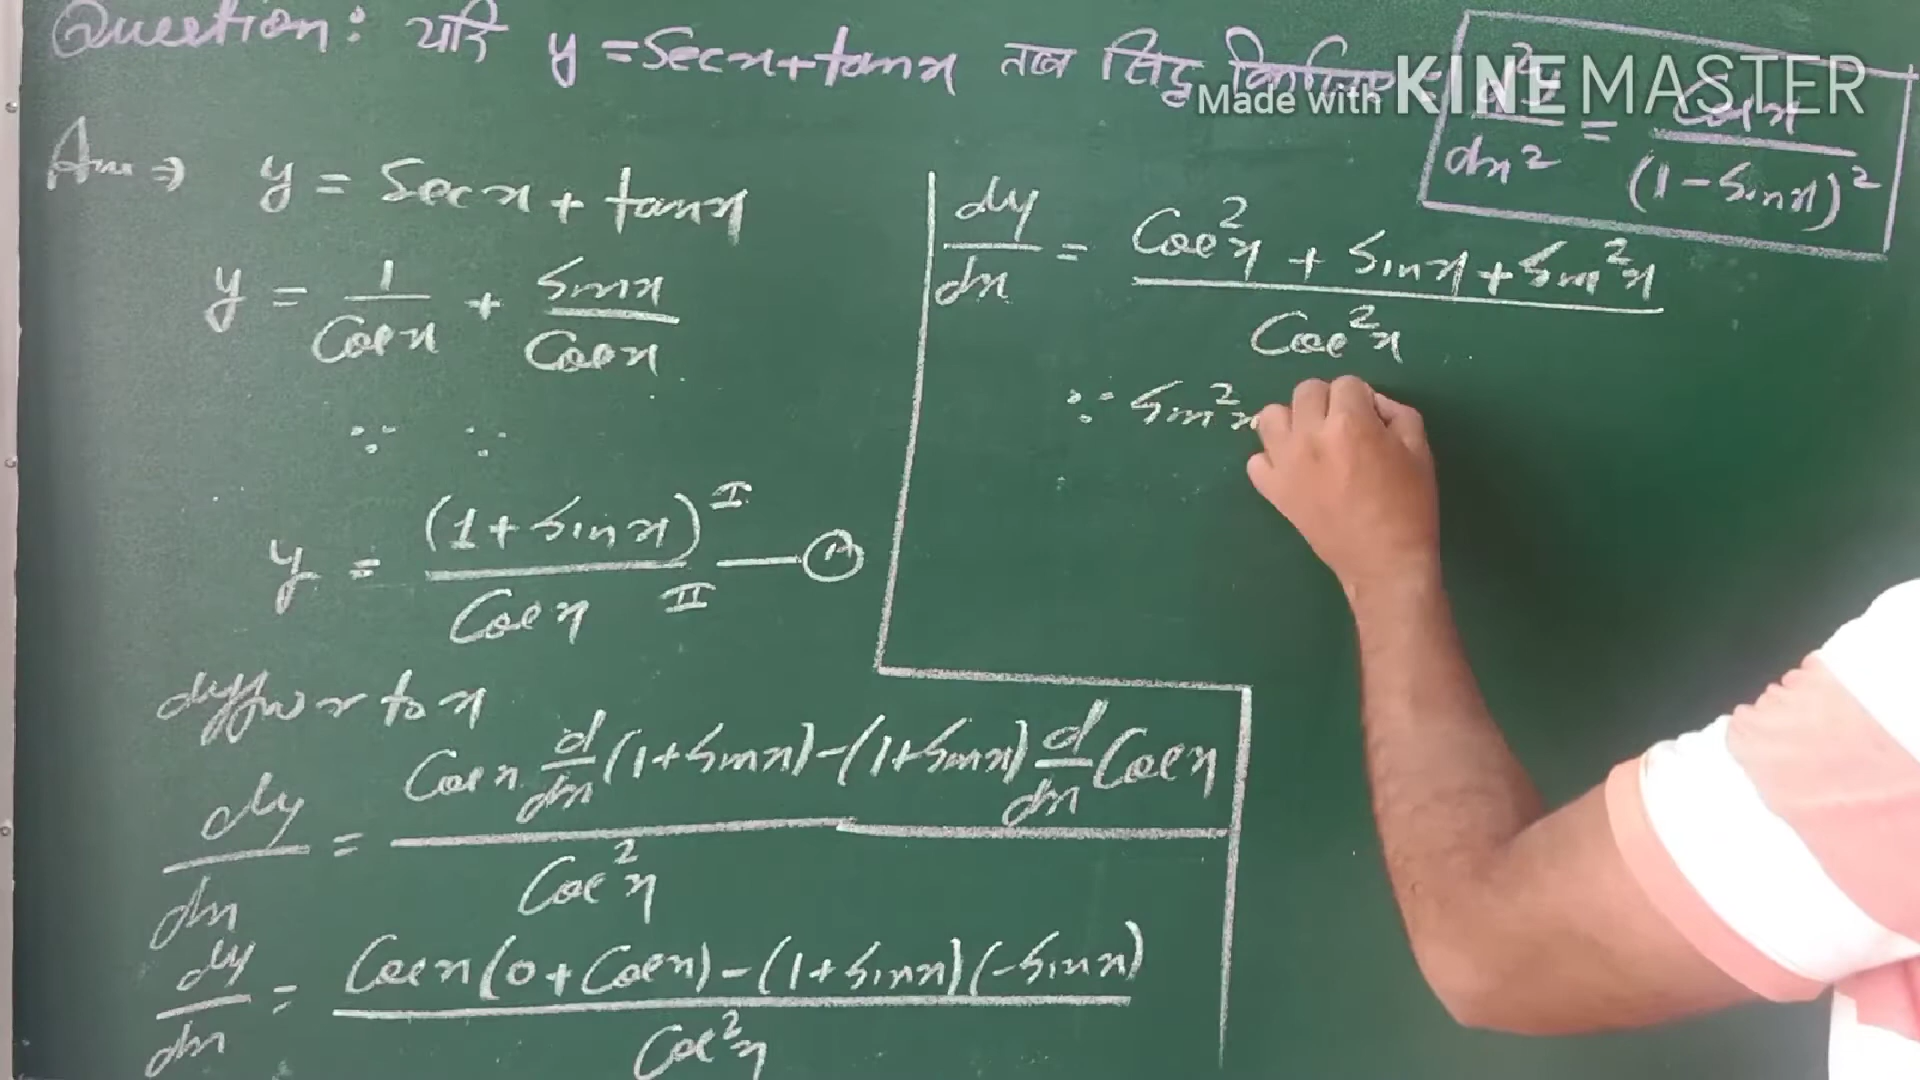 Question: यदि y = Secx + tanx तब सिद्ध
Made with KINEMASTER
d²y/dx² = Cosx/(1 - Sinx)²
Ans ⇒ y = Secx + tanx
y = 1/Cosx + Sinx/Cosx
∵ ∵
y = (1 + Sinx) I / Cosx II — A
diff w r to x
dy/dx = Cosx d/dx (1 + Sinx) - (1 + Sinx) d/dx Cosx / Cos²x
dy/dx = Cosx (0 + Cosx) - (1 + Sinx) (-Sinx) / Cos²x
dy/dx = Cos²x + Sinx + Sin²x / Cos²x
∵ Sin²x